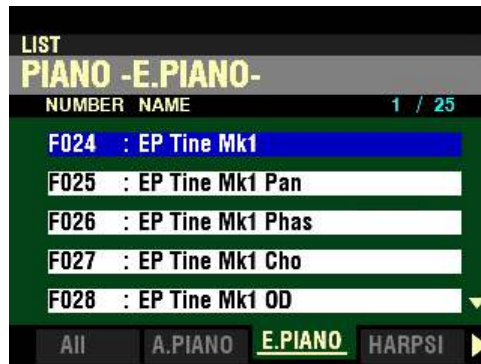 LIST
PIANO -E.PIANO-
NUMBER NAME 1 / 25
F024 : EP Tine Mk1
F025 : EP Tine Mk1 Pan
F026 : EP Tine Mk1 Phas
F027 : EP Tine Mk1 Cho
F028 : EP Tine Mk1 OD
All A.PIANO E.PIANO HARPSI